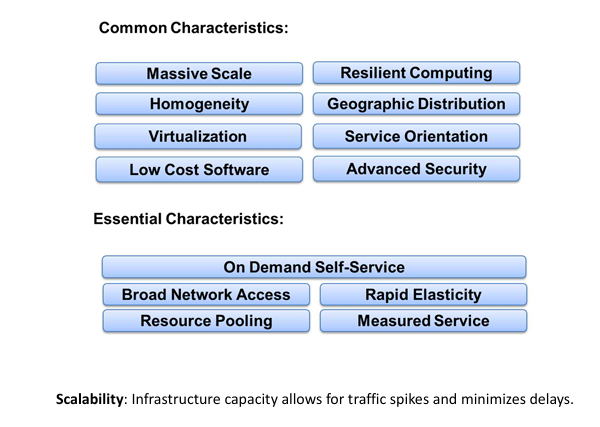 Common Characteristics:
Massive Scale
Resilient Computing
Homogeneity
Geographic Distribution
Virtualization
Service Orientation
Low Cost Software
Advanced Security
Essential Characteristics:
On Demand Self-Service
Broad Network Access
Rapid Elasticity
Resource Pooling
Measured Service
Scalability: Infrastructure capacity allows for traffic spikes and minimizes delays.